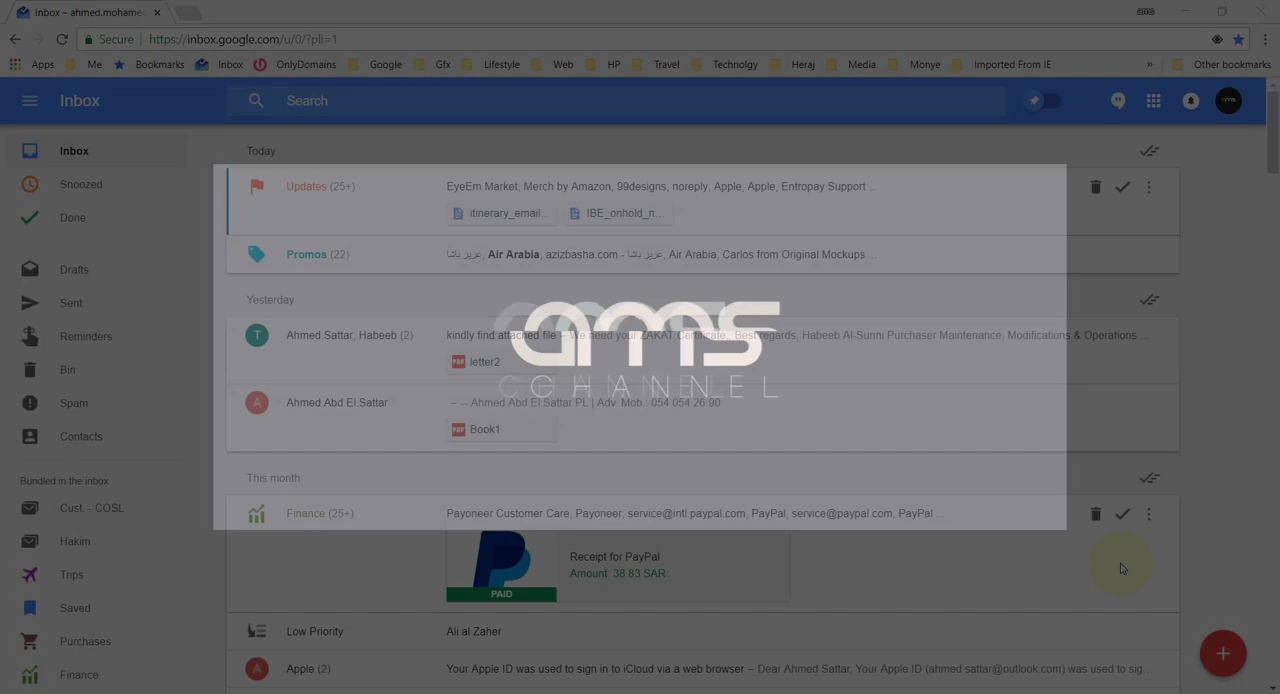 Inbox – ahmed.mohame
ams
Secure https://inbox.google.com/u/0/?pli=1
Apps Me Bookmarks Inbox OnlyDomains Google Gfx Lifestyle Web HP Travel Technolgy Heraj Media Monye Imported From IE » Other bookmarks
Inbox Search ams
Inbox
Snoozed
Done
Drafts
Sent
Reminders
Bin
Spam
Contacts
Bundled in the inbox
Cust. - COSL
Hakim
Trips
Saved
Purchases
Finance
Today
Updates (25+) EyeEm Market, Merch by Amazon, 99designs, noreply, Apple, Apple, Entropay Support ...
itinerary_email... IBE_onhold_n...
Promos (22) عزيز باشا, Air Arabia, azizbasha.com - عزيز باشا, Air Arabia, Carlos from Original Mockups ...
Yesterday
T Ahmed Sattar, Habeeb (2) kindly find attached file – We need your ZAKAT Certificate, Best regards, Habeeb Al-Sunni Purchaser Maintenance, Modifications & Operations ...
PDF letter2
A Ahmed Abd El.Sattar – -- Ahmed Abd El.Sattar PL | Adv. Mob.: 054 054 26 90
PDF Book1
ams
CHANNEL
This month
Finance (25+) Payoneer Customer Care, Payoneer, service@intl.paypal.com, PayPal, service@paypal.com, PayPal ...
Receipt for PayPal
Amount: 38.83 SAR
PAID
Low Priority Ali al Zaher
A Apple (2) Your Apple ID was used to sign in to iCloud via a web browser – Dear Ahmed Sattar, Your Apple ID (ahmed.sattar@outlook.com) was used to sig...